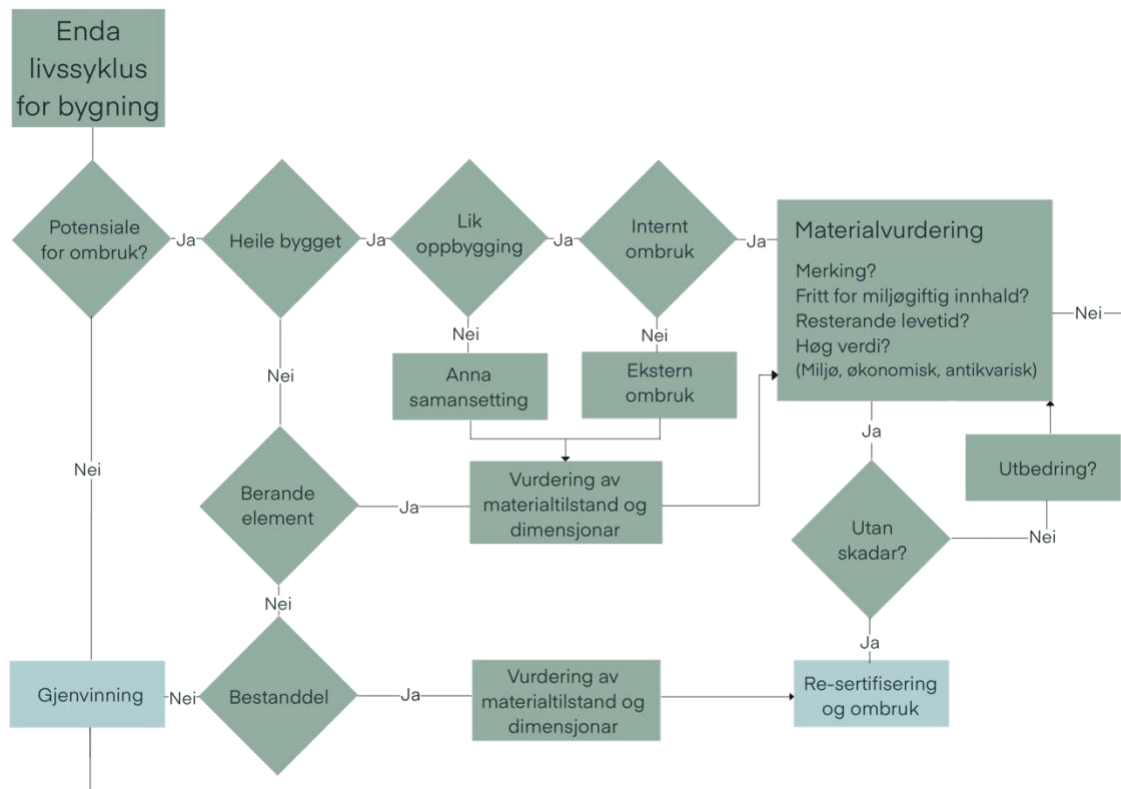 Enda
livssyklus
for bygning
Potensiale
for ombruk?
Ja
Heile bygget
Ja
Lik
oppbygging
Ja
Internt
ombruk
Ja
Materialvurdering
Merking?
Fritt for miljøgiftig innhald?
Resterande levetid?
Høg verdi?
(Miljø, økonomisk, antikvarisk)
Nei
Nei
Nei
Nei
Anna
samansetting
Ekstern
ombruk
Ja
Nei
Utbedring?
Berande
element
Ja
Vurdering av
materialtilstand og
dimensjonar
Utan
skadar?
Nei
Nei
Ja
Gjenvinning
Nei
Bestanddel
Ja
Vurdering av
materialtilstand og
dimensjonar
Re-sertifisering
og ombruk